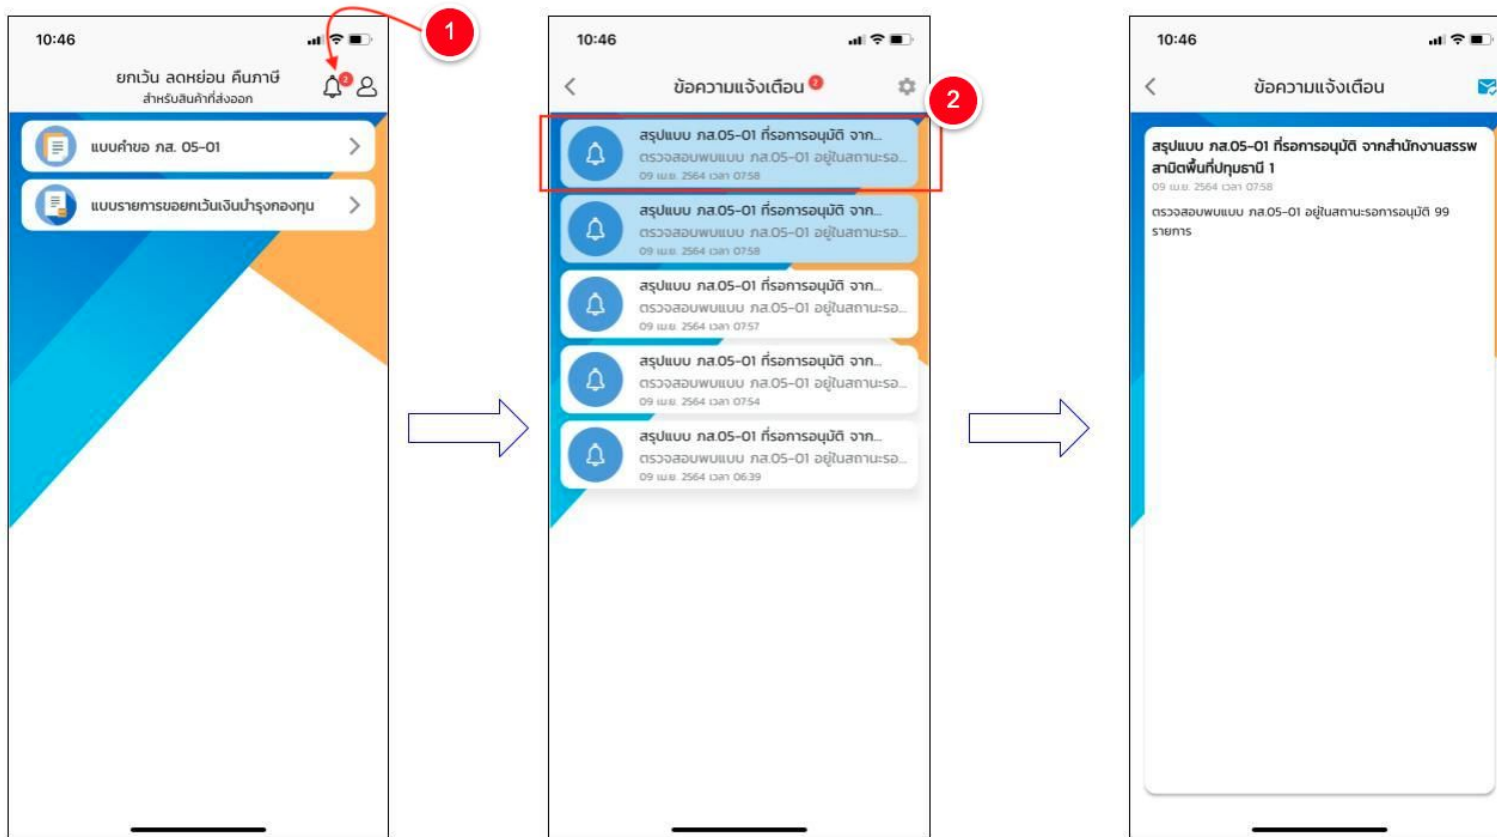 10:46
1
ยกเว้น ลดหย่อน คืนภาษี
2
สำหรับสินค้าที่ส่งออก
แบบคำขอ ภส. 05-01
แบบรายการขอยกเว้นเงินบำรุงกองทุน
10:46
ข้อความแจ้งเตือน 2
2
สรุปแบบ ภส.05-01 ที่รอการอนุมัติ จาก...
ตรวจสอบพบแบบ ภส.05-01 อยู่ในสถานะรอ...
09 เม.ย. 2564 เวลา 07:58
สรุปแบบ ภส.05-01 ที่รอการอนุมัติ จาก...
ตรวจสอบพบแบบ ภส.05-01 อยู่ในสถานะรอ...
09 เม.ย. 2564 เวลา 07:58
สรุปแบบ ภส.05-01 ที่รอการอนุมัติ จาก...
ตรวจสอบพบแบบ ภส.05-01 อยู่ในสถานะรอ...
09 เม.ย. 2564 เวลา 07:57
สรุปแบบ ภส.05-01 ที่รอการอนุมัติ จาก...
ตรวจสอบพบแบบ ภส.05-01 อยู่ในสถานะรอ...
09 เม.ย. 2564 เวลา 07:54
สรุปแบบ ภส.05-01 ที่รอการอนุมัติ จาก...
ตรวจสอบพบแบบ ภส.05-01 อยู่ในสถานะรอ...
09 เม.ย. 2564 เวลา 06:39
10:46
ข้อความแจ้งเตือน
สรุปแบบ ภส.05-01 ที่รอการอนุมัติ จากสำนักงานสรรพ
สามิตพื้นที่ปทุมธานี 1
09 เม.ย. 2564 เวลา 07:58
ตรวจสอบพบแบบ ภส.05-01 อยู่ในสถานะรอการอนุมัติ 99
รายการ